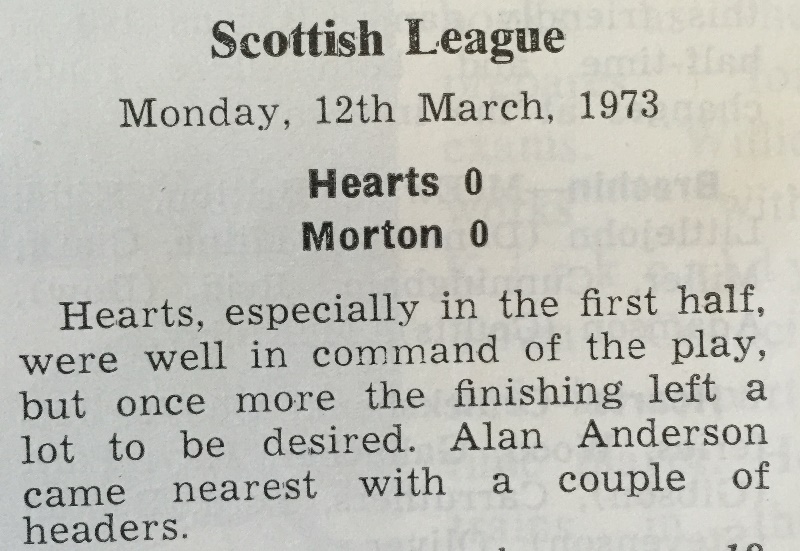 Scottish League
Monday, 12th March, 1973
Hearts 0
Morton 0
Hearts, especially in the first half,
were well in command of the play,
but once more the finishing left a
lot to be desired. Alan Anderson
came nearest with a couple of
headers.